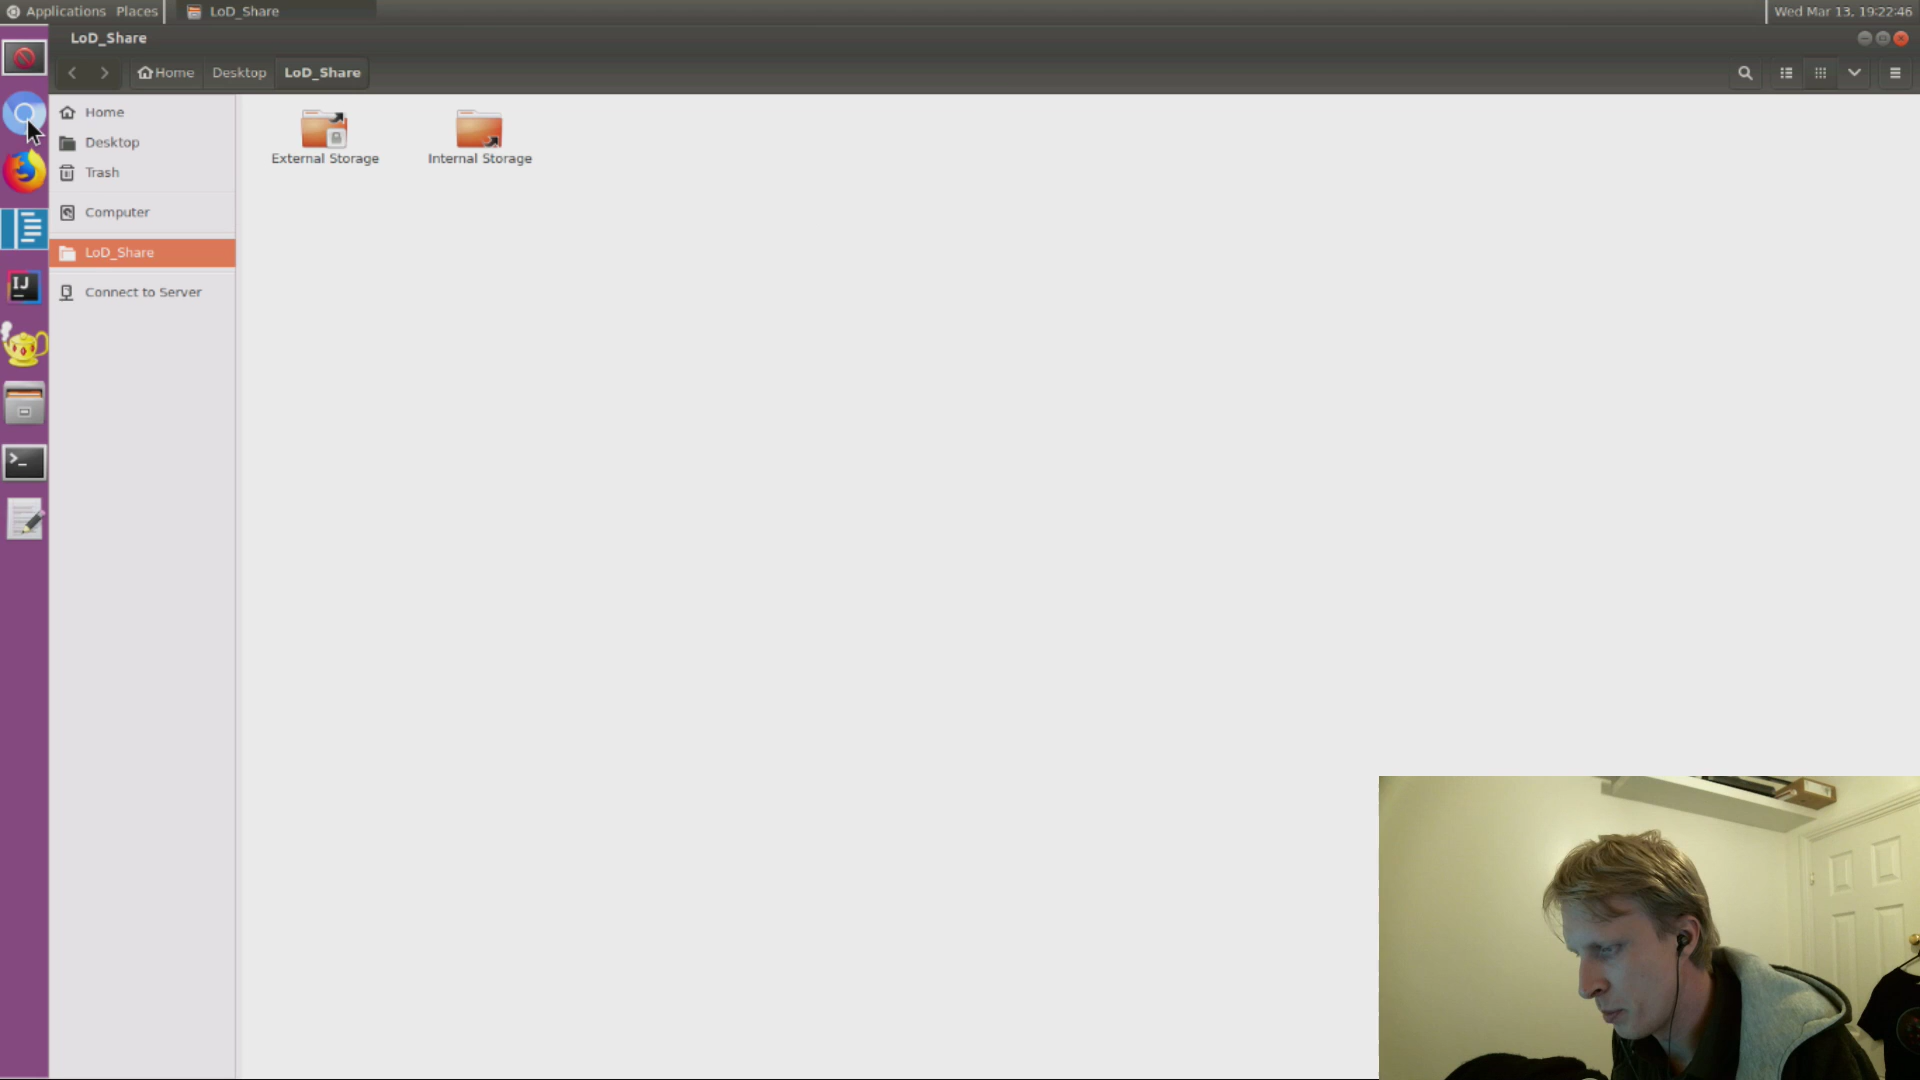 Applications Places LoD_Share Wed Mar 13, 19:22:46
LoD_Share
Home Desktop LoD_Share
Home
Desktop
Trash
Computer
LoD_Share
Connect to Server
External Storage Internal Storage
IJ
>_